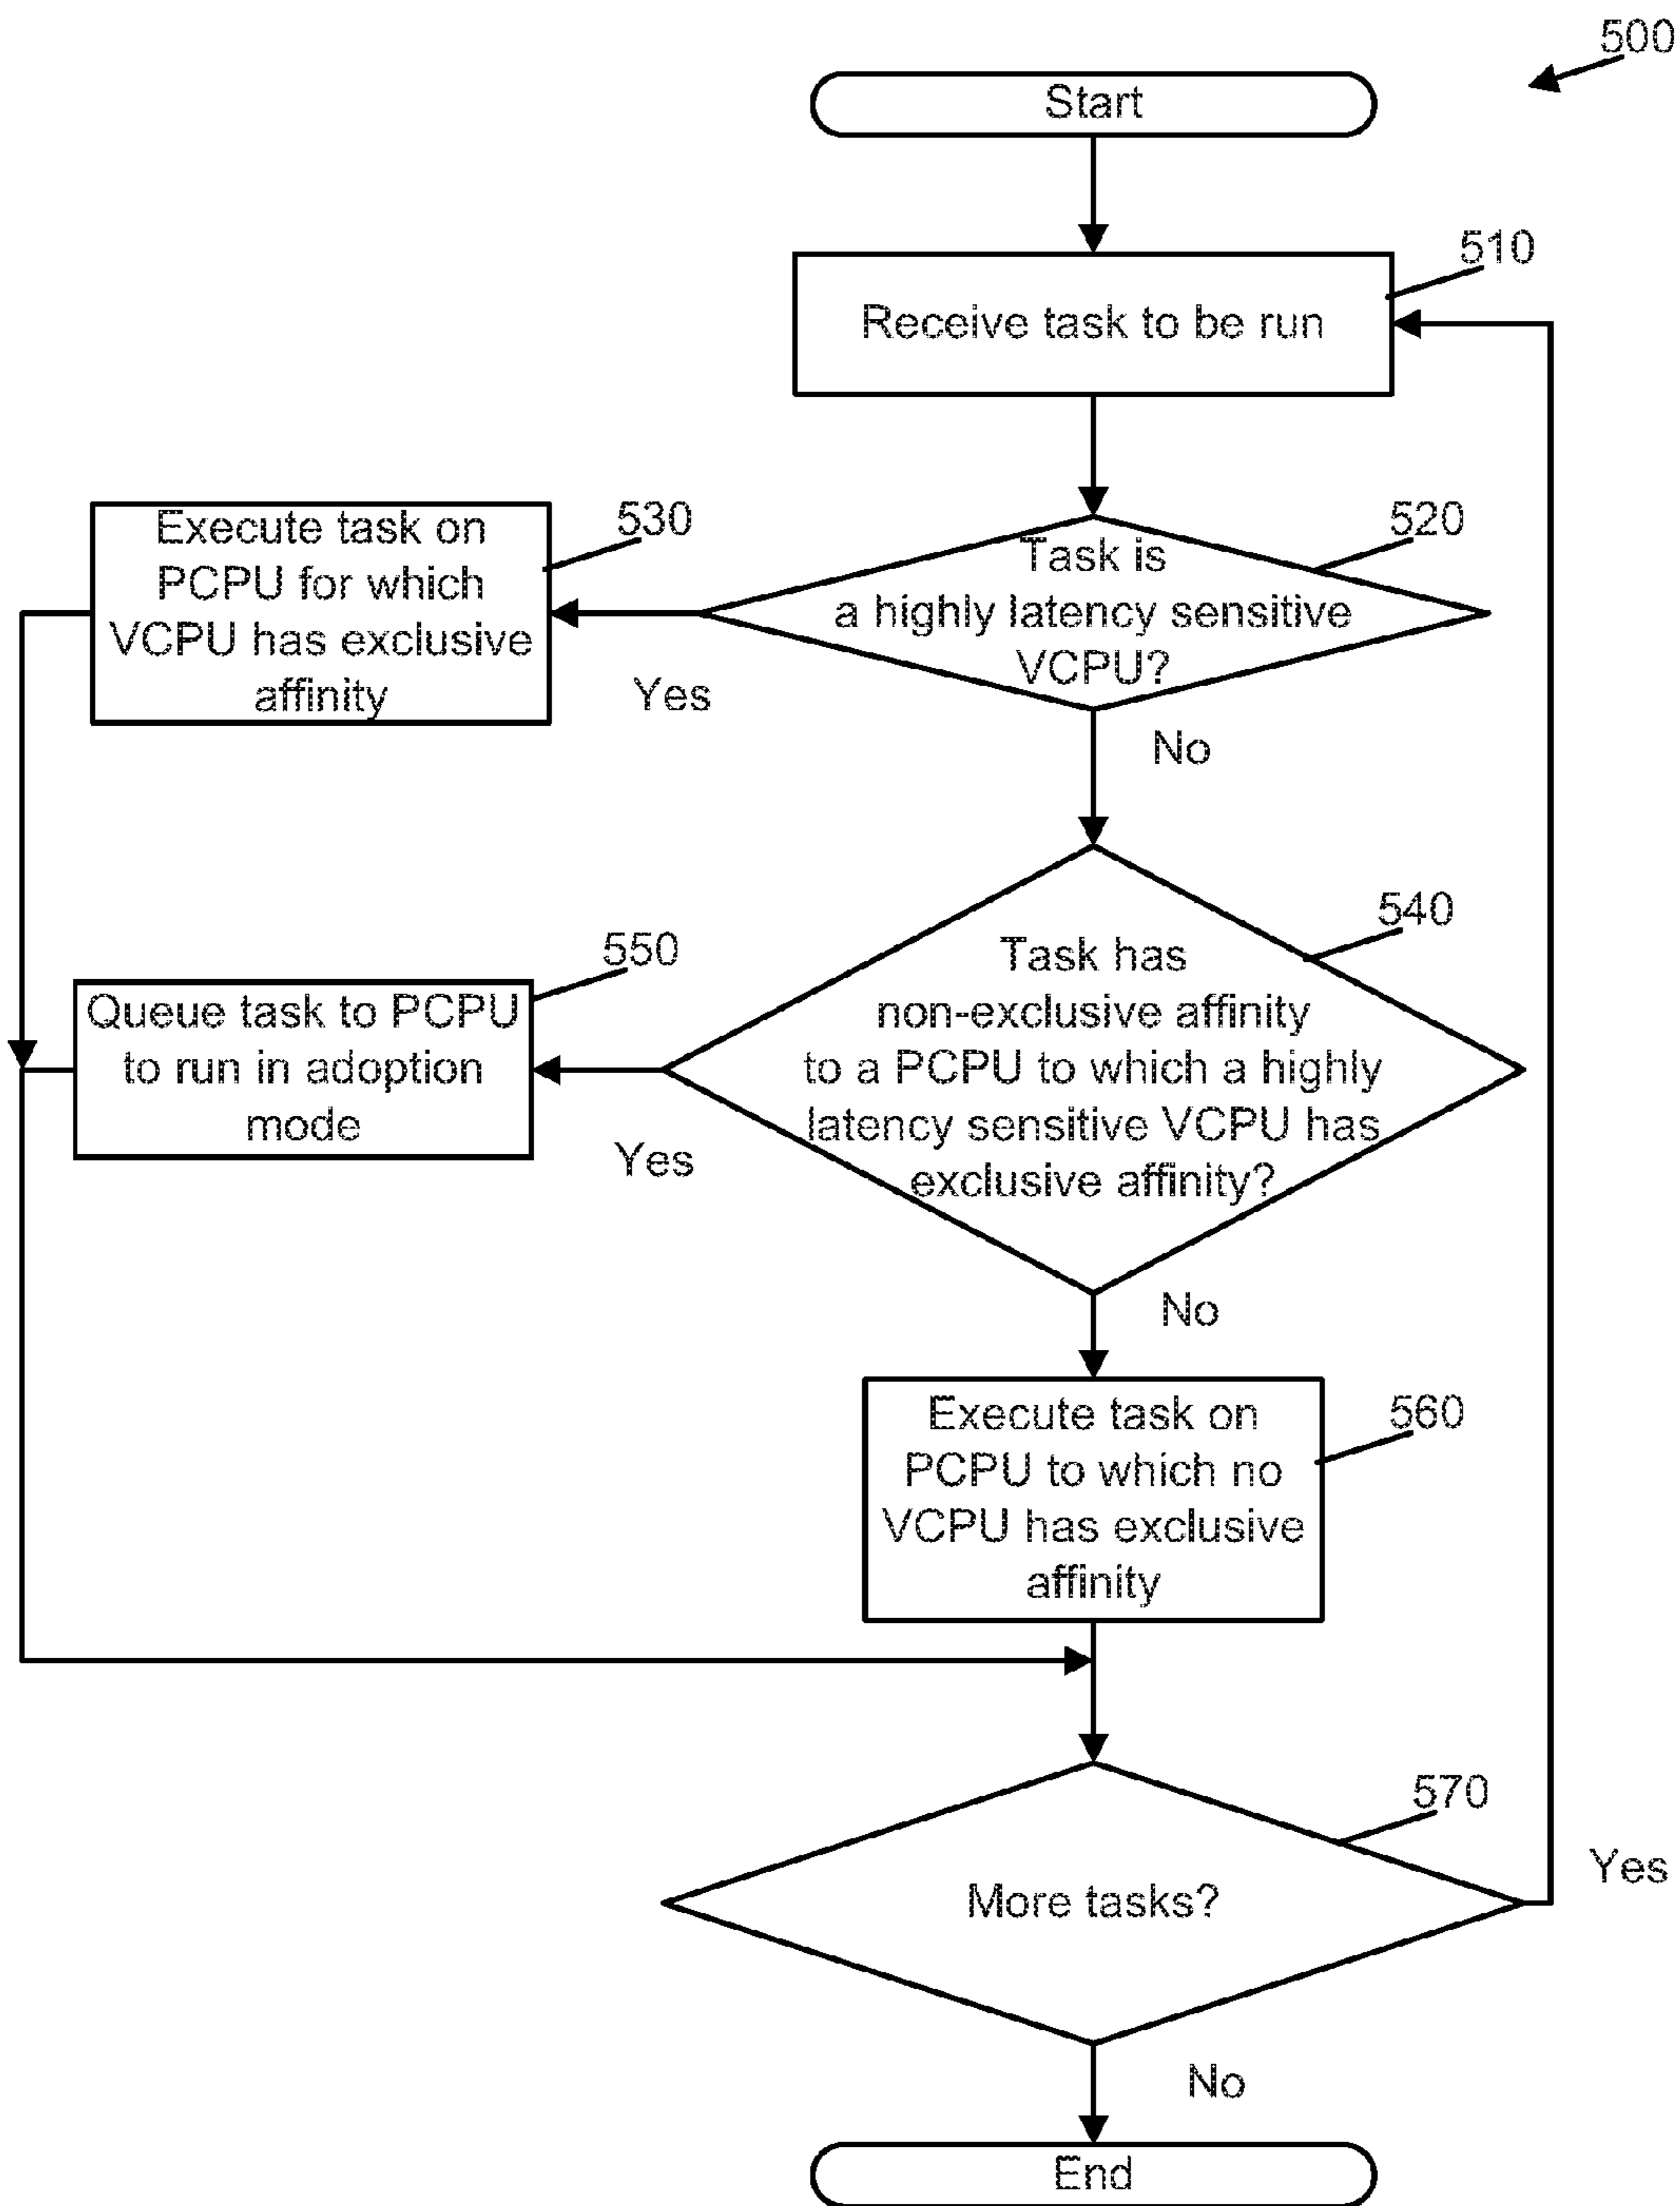 500
Start
510
Receive task to be run
Execute task on
PCPU for which
VCPU has exclusive
affinity
530
520
Task is
a highly latency sensitive
VCPU?
Yes
No
540
550
Queue task to PCPU
to run in adoption
mode
Task has
non-exclusive affinity
to a PCPU to which a highly
latency sensitive VCPU has
exclusive affinity?
Yes
No
560
Execute task on
PCPU to which no
VCPU has exclusive
affinity
570
More tasks?
Yes
No
End